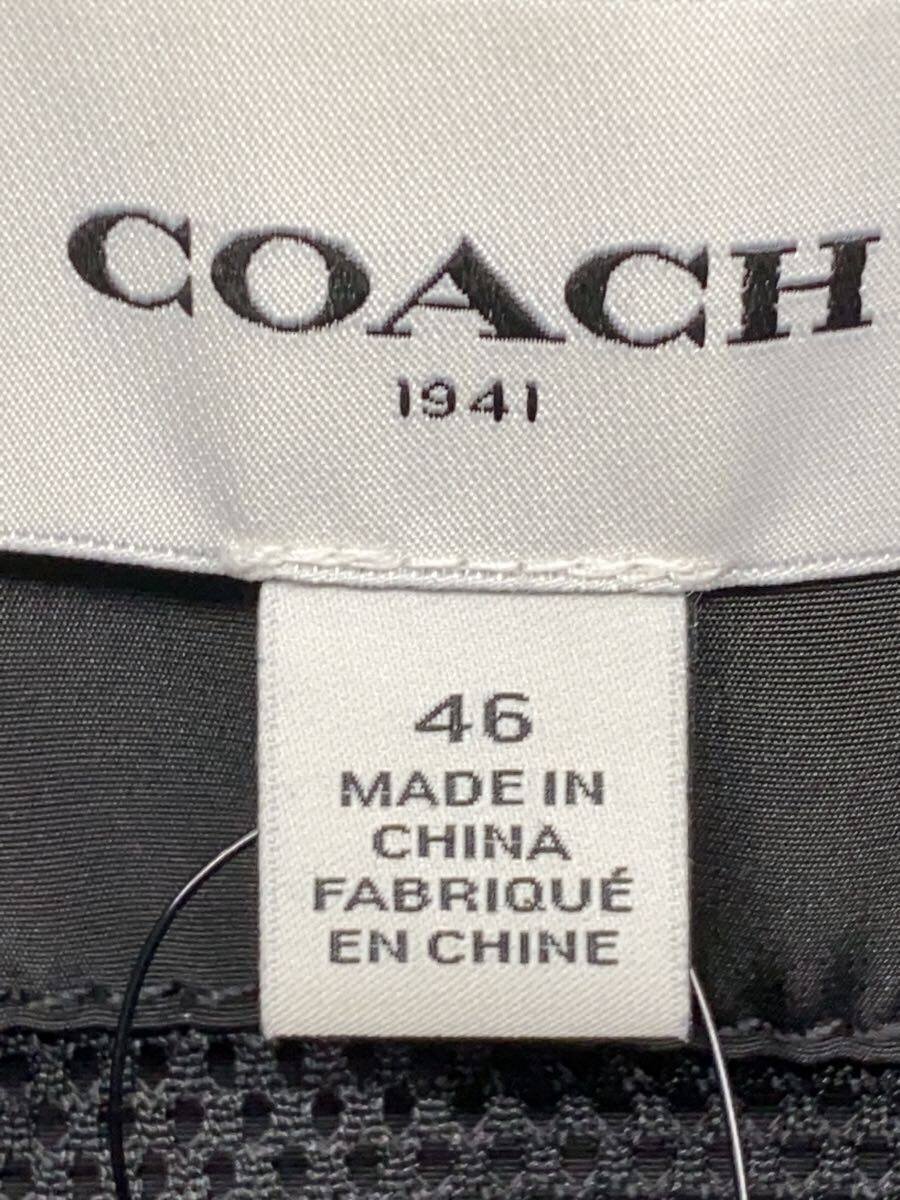 COACH
1941
46
MADE IN
CHINA
FABRIQUÉ
EN CHINE